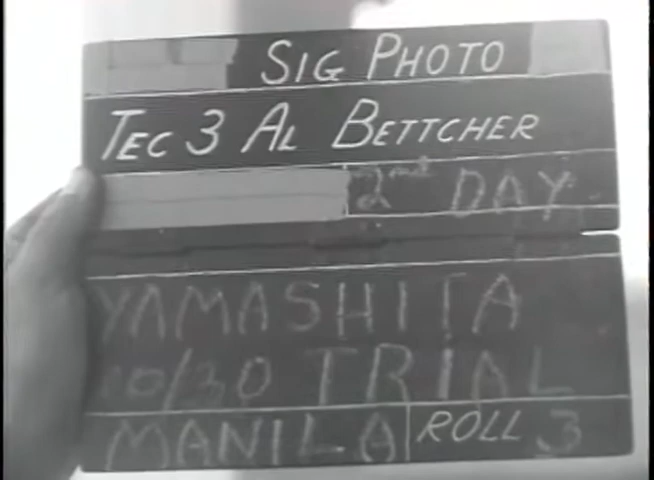 SIG PHOTO
TEC 3 AL BETTCHER
2nd DAY
YAMASHITA
10/30 TRIAL
MANILA ROLL 3